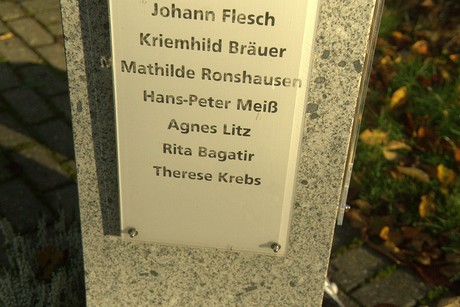 Johann Flesch
Kriemhild Bräuer
Mathilde Ronshausen
Hans-Peter Meiß
Agnes Litz
Rita Bagatir
Therese Krebs